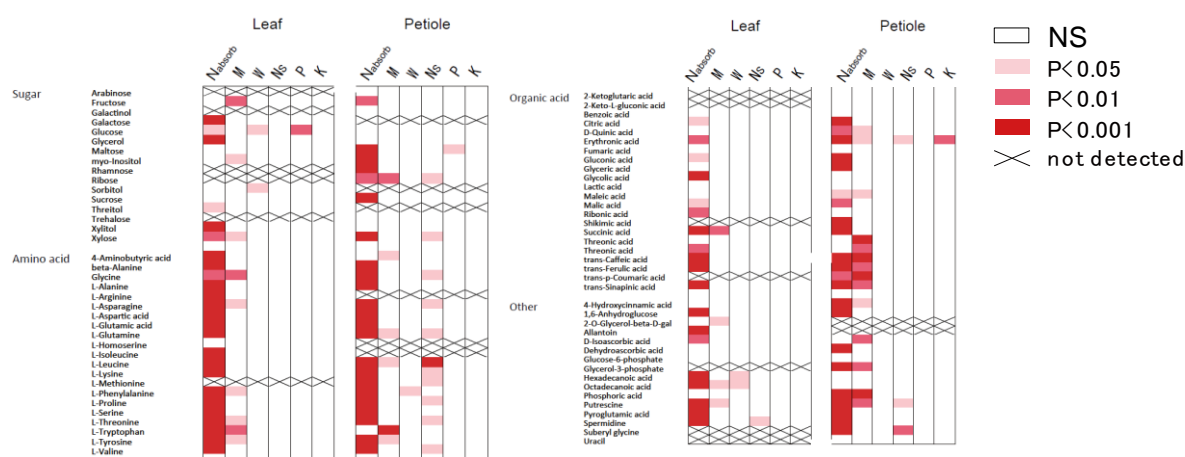 Leaf
Petiole
Nabsorb M W Ns P K
Nabsorb M W Ns P K
Sugar
Arabinose
Fructose
Galactinol
Galactose
Glucose
Glycerol
Maltose
myo-Inositol
Rhamnose
Ribose
Sorbitol
Sucrose
Threitol
Trehalose
Xylitol
Xylose
Amino acid
4-Aminobutyric acid
beta-Alanine
Glycine
L-Alanine
L-Arginine
L-Asparagine
L-Aspartic acid
L-Glutamic acid
L-Glutamine
L-Homoserine
L-Isoleucine
L-Leucine
L-Lysine
L-Methionine
L-Phenylalanine
L-Proline
L-Serine
L-Threonine
L-Tryptophan
L-Tyrosine
L-Valine
Leaf
Petiole
Nabsorb M W Ns P K
Nabsorb M W Ns P K
Organic acid
2-Ketoglutaric acid
2-Keto-L-gluconic acid
Benzoic acid
Citric acid
D-Quinic acid
Erythronic acid
Fumaric acid
Gluconic acid
Glyceric acid
Glycolic acid
Lactic acid
Maleic acid
Malic acid
Ribonic acid
Shikimic acid
Succinic acid
Threonic acid
Threonic acid
trans-Caffeic acid
trans-Ferulic acid
trans-p-Coumaric acid
trans-Sinapinic acid
Other
4-Hydroxycinnamic acid
1,6-Anhydroglucose
2-O-Glycerol-beta-D-gal
Allantoin
D-Isoascorbic acid
Dehydroascorbic acid
Glucose-6-phosphate
Glycerol-3-phosphate
Hexadecanoic acid
Octadecanoic acid
Phosphoric acid
Putrescine
Pyroglutamic acid
Spermidine
Suberyl glycine
Uracil
NS
P<0.05
P<0.01
P<0.001
not detected